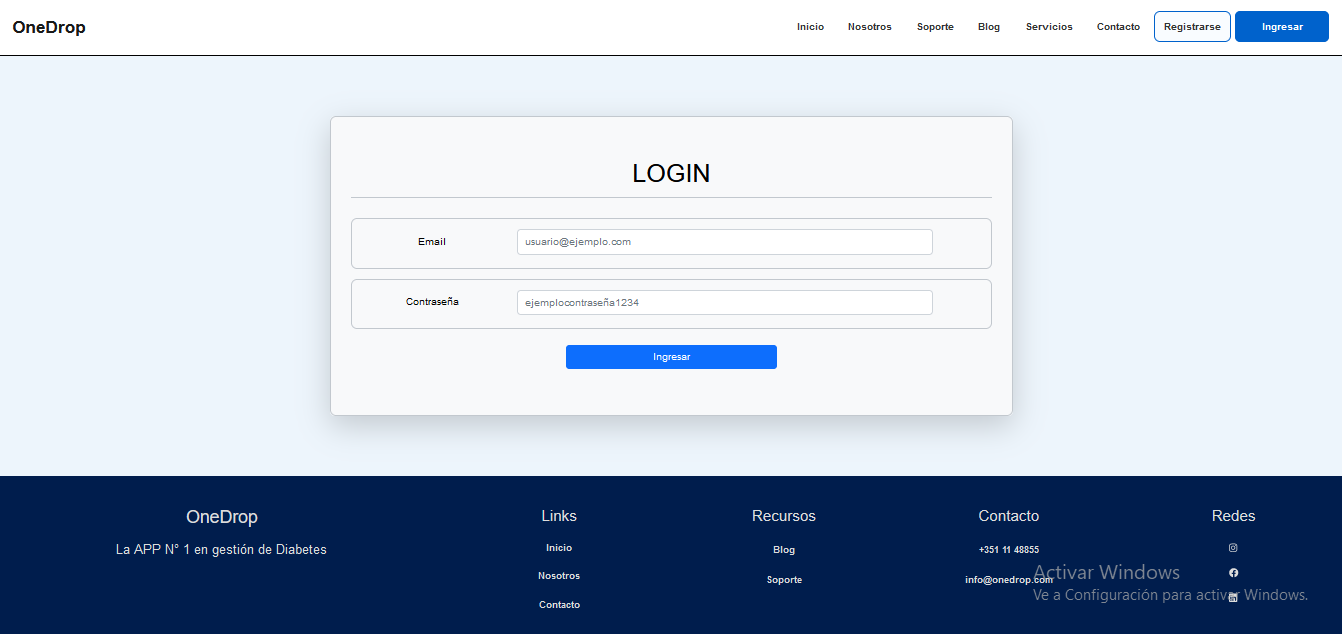 OneDrop
Inicio Nosotros Soporte Blog Servicios Contacto Registrarse Ingresar
LOGIN
Email usuario@ejemplo.com
Contraseña ejemplocontraseña1234
Ingresar
OneDrop
La APP N° 1 en gestión de Diabetes
Links
Inicio
Nosotros
Contacto
Recursos
Blog
Soporte
Contacto
+351 11 48855
info@onedrop.com
Redes
Activar Windows
Ve a Configuración para activar Windows.